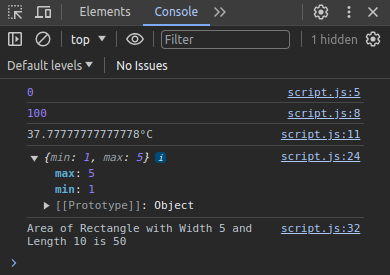 Elements Console
top Filter 1 hidden
Default levels No Issues
0 script.js:5
100 script.js:8
37.77777777777778°C script.js:11
{min: 1, max: 5} i script.js:24
max: 5
min: 1
[[Prototype]]: Object
Area of Rectangle with Width 5 and script.js:32
Length 10 is 50